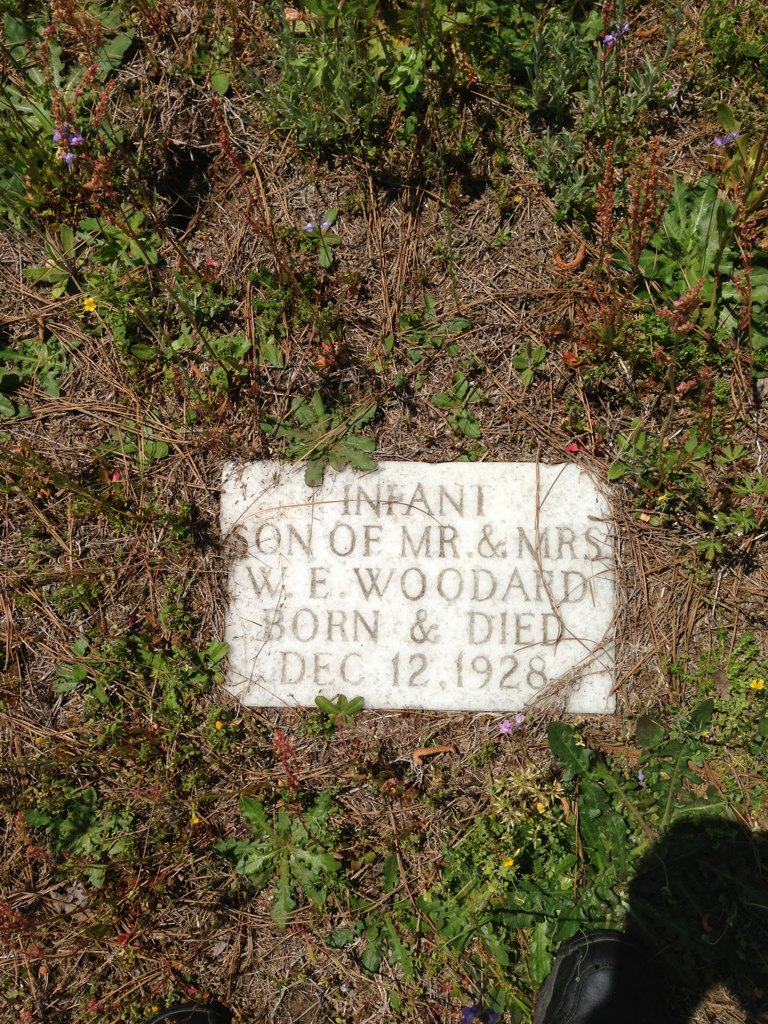 INFANT
SON OF MR. & MRS.
W. E. WOODARD
BORN & DIED
DEC. 12, 1928